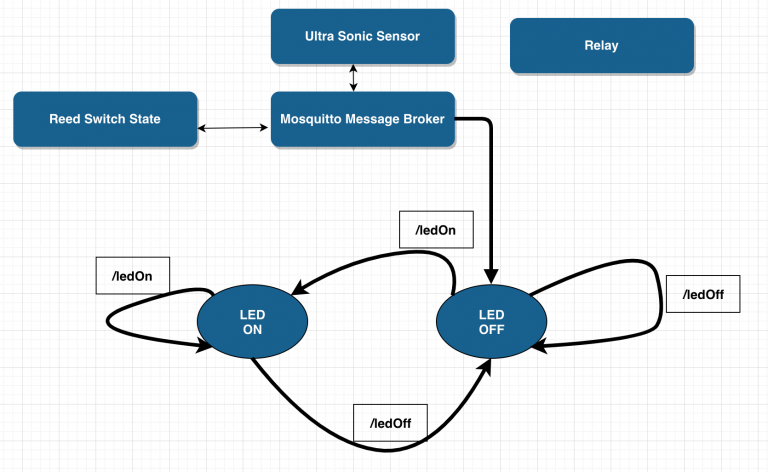 Ultra Sonic Sensor
Relay
Reed Switch State
Mosquitto Message Broker
/ledOn
/ledOn
/ledOff
LED
ON
LED
OFF
/ledOff